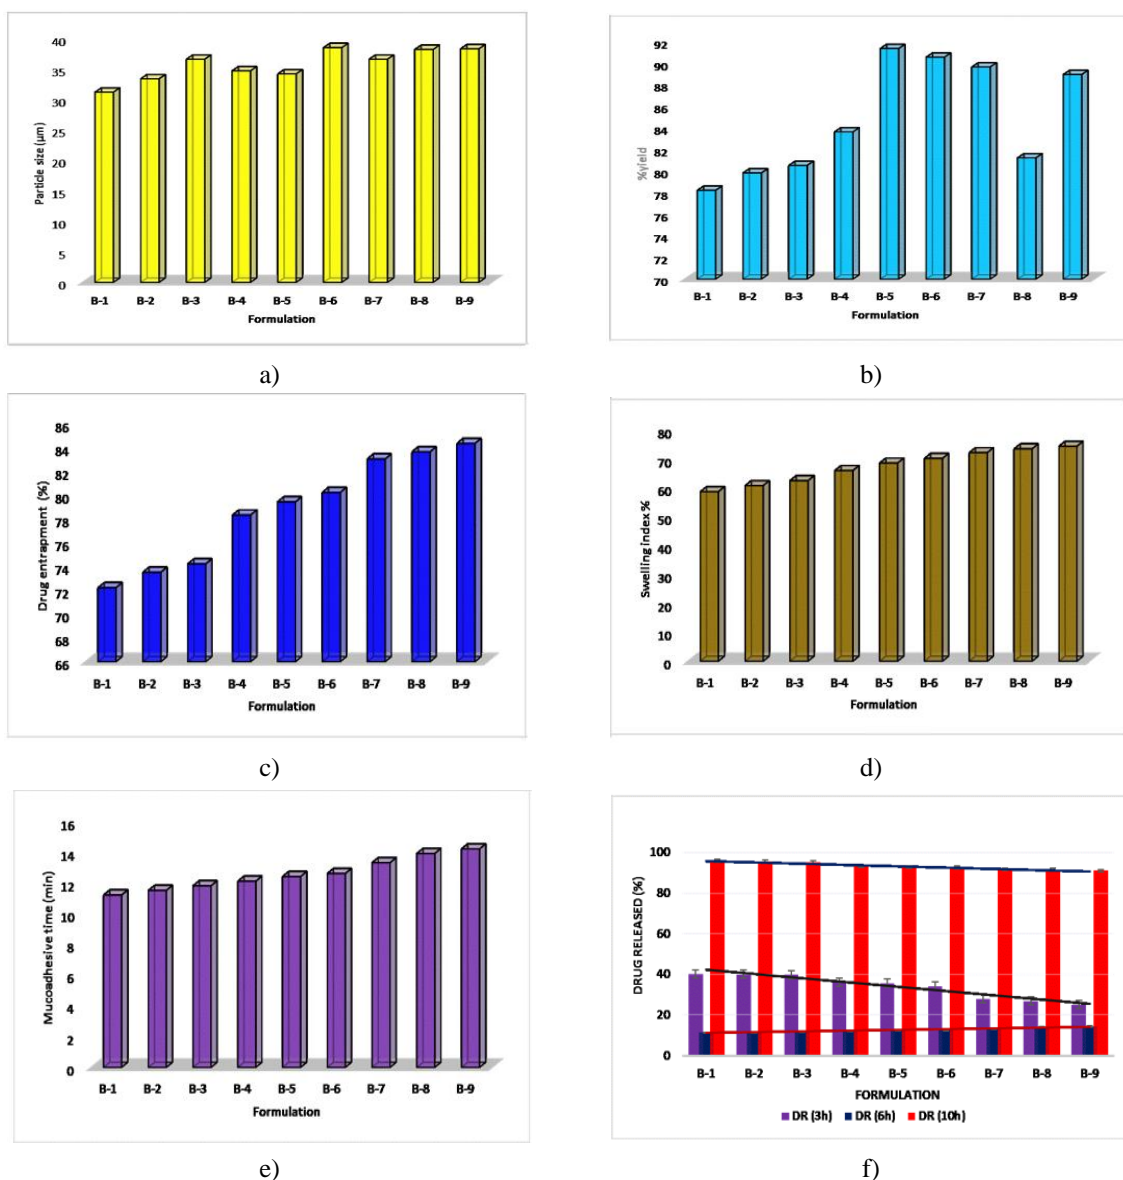 40
35
30
25
20
15
10
5
0
Particle size (µm)
B-1 B-2 B-3 B-4 B-5 B-6 B-7 B-8 B-9
Formulation
a)
92
90
88
86
84
82
80
78
76
74
72
70
%yield
B-1 B-2 B-3 B-4 B-5 B-6 B-7 B-8 B-9
Formulation
b)
86
84
82
80
78
76
74
72
70
68
66
Drug entrapment (%)
B-1 B-2 B-3 B-4 B-5 B-6 B-7 B-8 B-9
Formulation
c)
80
70
60
50
40
30
20
10
0
Swelling index %
B-1 B-2 B-3 B-4 B-5 B-6 B-7 B-8 B-9
Formulation
d)
16
14
12
10
8
6
4
2
0
Mucoadhesive time (min)
B-1 B-2 B-3 B-4 B-5 B-6 B-7 B-8 B-9
Formulation
e)
100
80
60
40
20
0
DRUG RELEASED (%)
B-1 B-2 B-3 B-4 B-5 B-6 B-7 B-8 B-9
FORMULATION
DR (3h) DR (6h) DR (10h)
f)